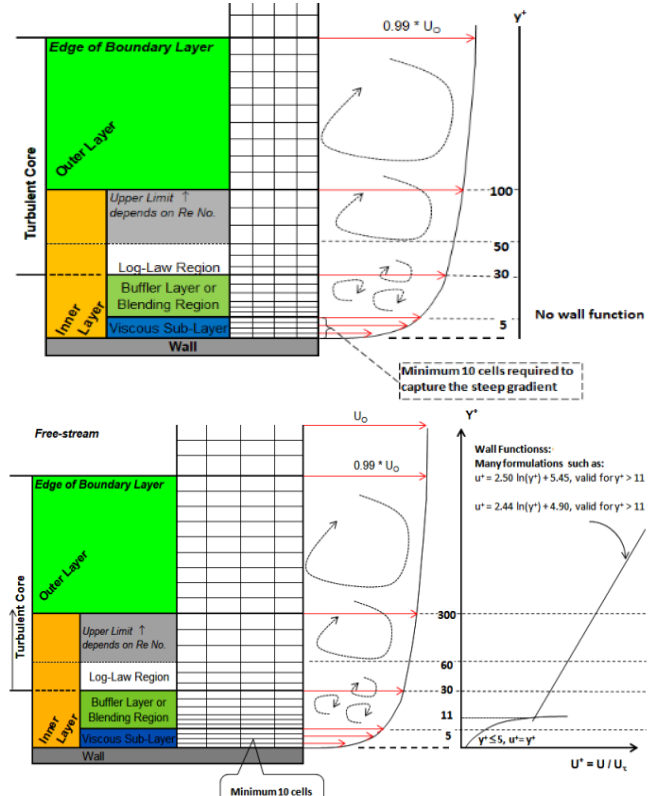 y⁺
0.99 * U_O
Edge of Boundary Layer
Outer Layer
Turbulent Core
100
Upper Limit ↑
depends on Re No.
50
Log-Law Region
30
Inner Layer
Buffler Layer or
Blending Region
No wall function
5
Viscous Sub-Layer
Wall
Minimum 10 cells required to
capture the steep gradient
U_O
Free-stream
Y⁺
0.99 * U_O
Wall Functionss:
Many formulations such as:
u⁺ = 2.50 ln(y⁺) + 5.45, valid for y⁺ > 11
u⁺ = 2.44 ln(y⁺) + 4.90, valid for y⁺ > 11
Edge of Boundary Layer
Outer Layer
Turbulent Core
300
Upper Limit ↑
depends on Re No.
60
Log-Law Region
30
Inner Layer
Buffler Layer or
Blending Region
11
5
Viscous Sub-Layer
y⁺ ≤ 5, u⁺= y⁺
Wall
U⁺ = U / U_τ
Minimum 10 cells